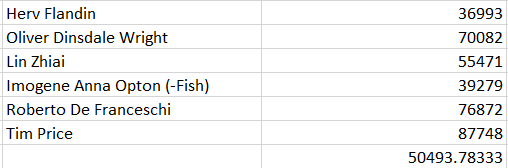 Herv Flandin 36993
Oliver Dinsdale Wright 70082
Lin Zhiai 55471
Imogene Anna Opton (-Fish) 39279
Roberto De Franceschi 76872
Tim Price 87748
50493.78333